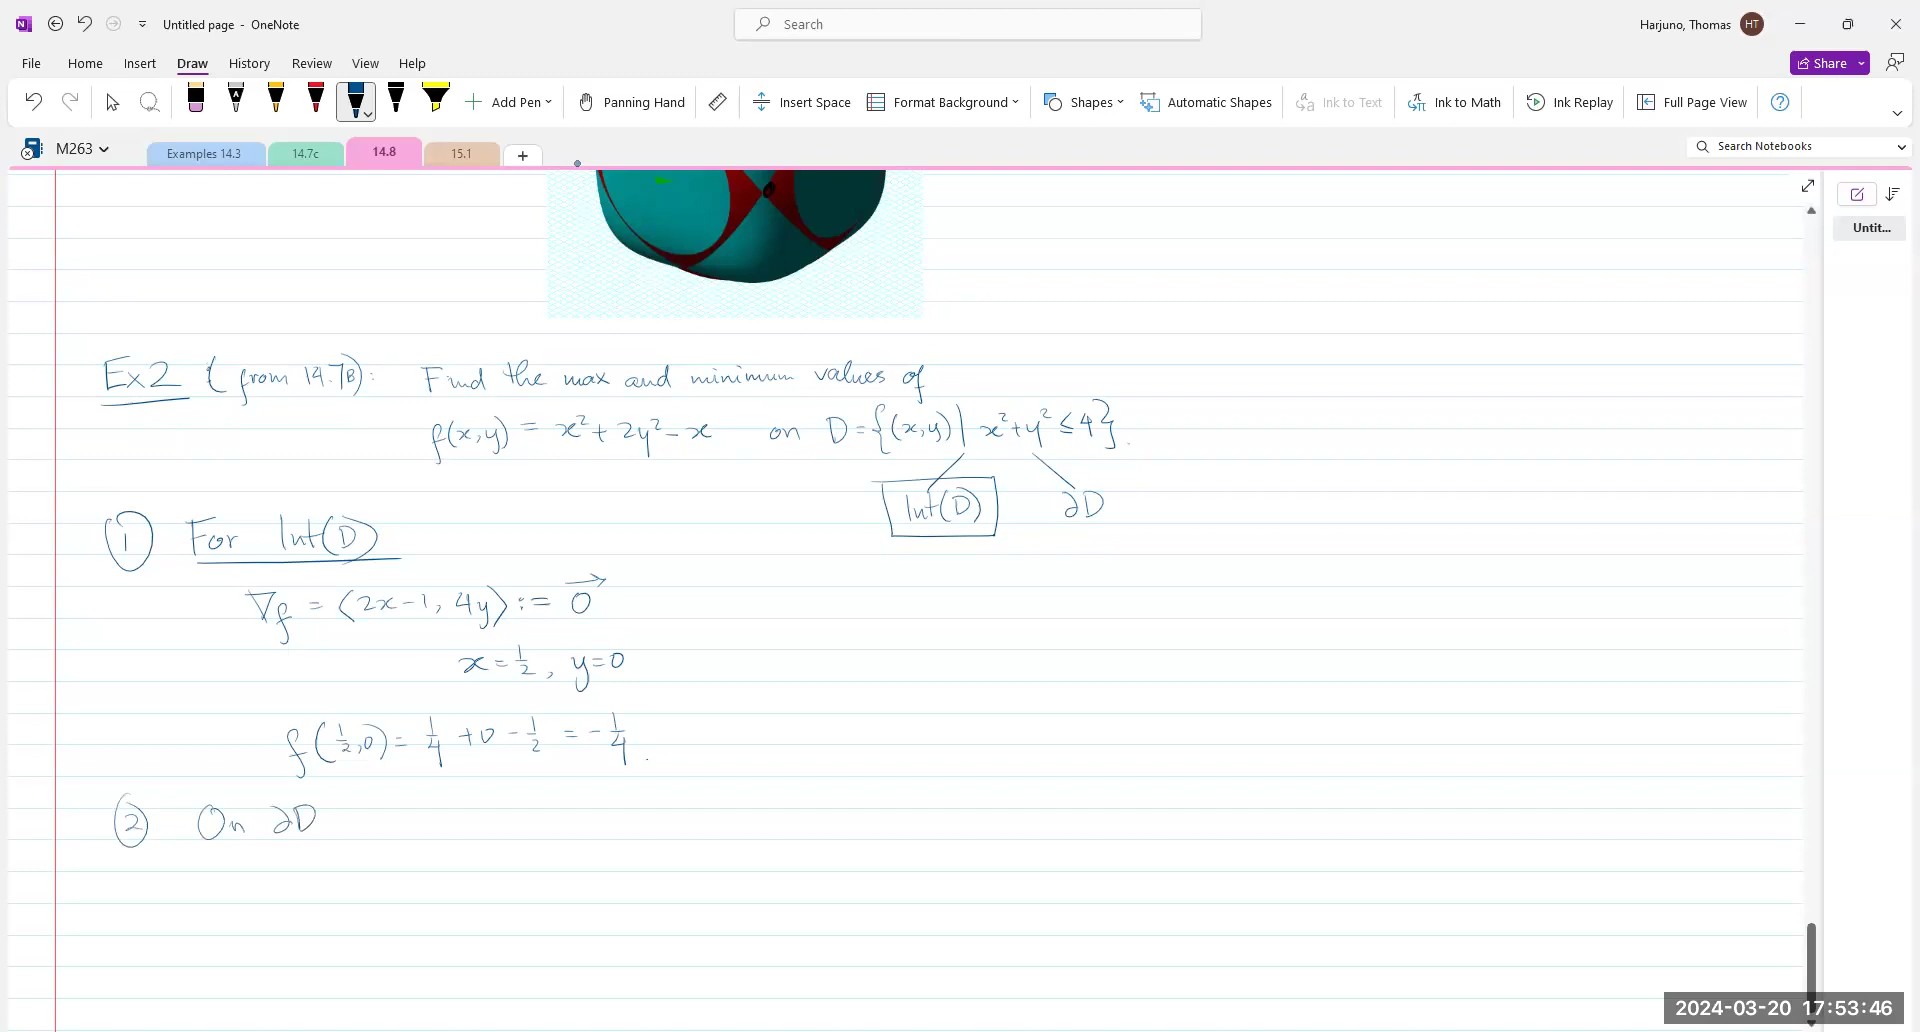 Untitled page - OneNote
Search
Harjuno, Thomas HT
File Home Insert Draw History Review View Help
Share
Add Pen Panning Hand Insert Space Format Background Shapes Automatic Shapes Ink to Text Ink to Math Ink Replay Full Page View
M263 Examples 14.3 14.7c 14.8 15.1 + Search Notebooks
Untit...
Ex2 (from 14.7B): Find the max and minimum values of
f(x,y) = x²+2y²-x on D={(x,y)| x²+y²≤4}.
Int(D) ∂D
① For Int(D)
∇f = ⟨2x-1, 4y⟩ := 0⃗
x=1/2, y=0
f(1/2,0)= 1/4 +0 - 1/2 = -1/4.
② On ∂D
2024-03-20 17:53:46